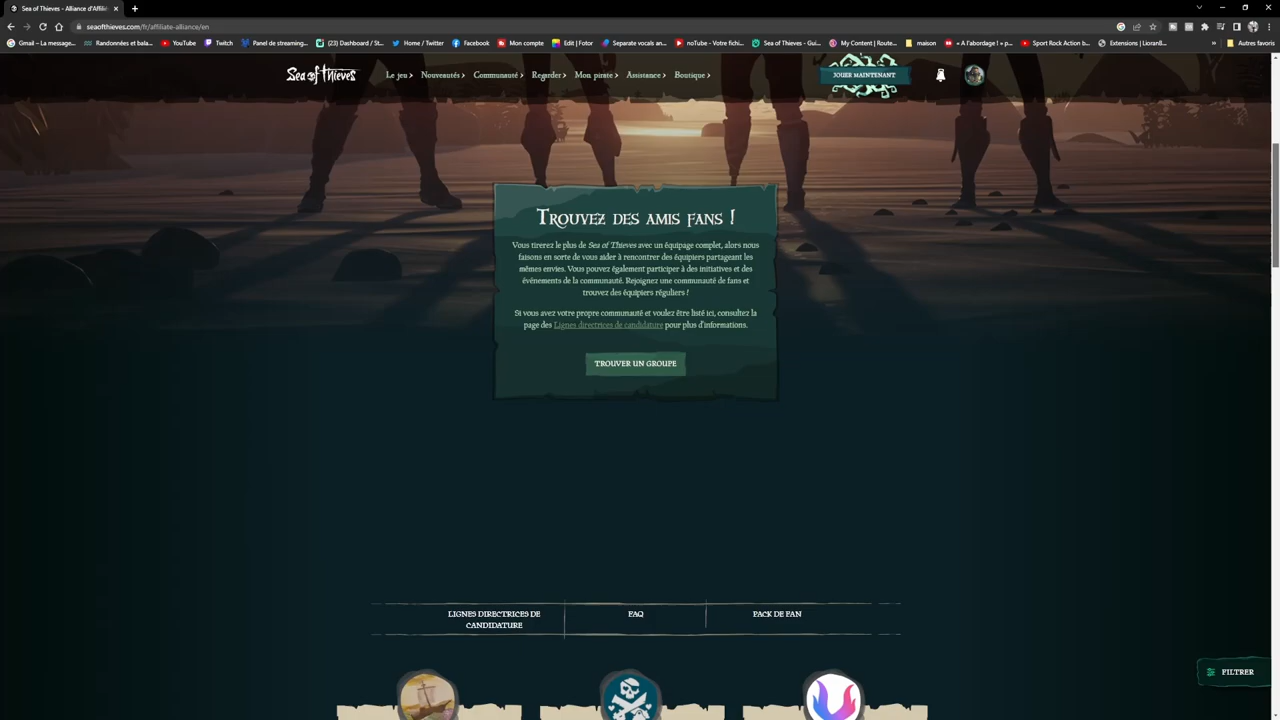 Sea of Thieves - Alliance d'Affili
seaofthieves.com/fr/affiliate-alliance/en
Gmail – La message...
Randonnées et bala...
YouTube
Twitch
Panel de streaming...
(23) Dashboard / St...
Home / Twitter
Facebook
Mon compte
Edit | Fotor
Separate vocals an...
noTube - Votre fichi...
Sea of Thieves - Gui...
My Content | Route...
maison
« A l'abordage ! » p...
Sport Rock Action b...
Extensions | Lioran8...
»
Autres favoris
Sea of Thieves
Le jeu
Nouveautés
Communauté
Regarder
Mon pirate
Assistance
Boutique
JOUER MAINTENANT
TROUVEZ DES AMIS FANS !
Vous tirerez le plus de Sea of Thieves avec un équipage complet, alors nous
faisons en sorte de vous aider à rencontrer des équipiers partageant les
mêmes envies. Vous pouvez également participer à des initiatives et des
événements de la communauté. Rejoignez une communauté de fans et
trouvez des équipiers réguliers !
Si vous avez votre propre communauté et voulez être listé ici, consultez la
page des Lignes directrices de candidature pour plus d'informations.
TROUVER UN GROUPE
LIGNES DIRECTRICES DE
CANDIDATURE
FAQ
PACK DE FAN
FILTRER